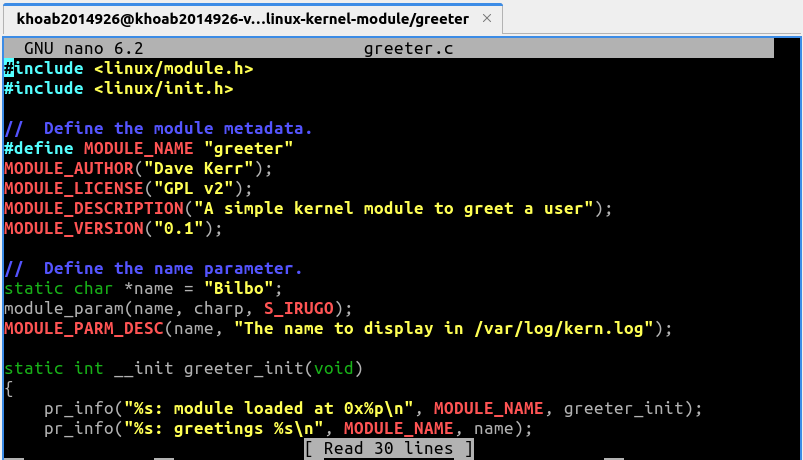 khoab2014926@khoab2014926-v...linux-kernel-module/greeter ×
GNU nano 6.2 greeter.c
#include <linux/module.h>
#include <linux/init.h>
//  Define the module metadata.
#define MODULE_NAME "greeter"
MODULE_AUTHOR("Dave Kerr");
MODULE_LICENSE("GPL v2");
MODULE_DESCRIPTION("A simple kernel module to greet a user");
MODULE_VERSION("0.1");
//  Define the name parameter.
static char *name = "Bilbo";
module_param(name, charp, S_IRUGO);
MODULE_PARM_DESC(name, "The name to display in /var/log/kern.log");
static int __init greeter_init(void)
{
    pr_info("%s: module loaded at 0x%p\n", MODULE_NAME, greeter_init);
    pr_info("%s: greetings %s\n", MODULE_NAME, name);
[ Read 30 lines ]